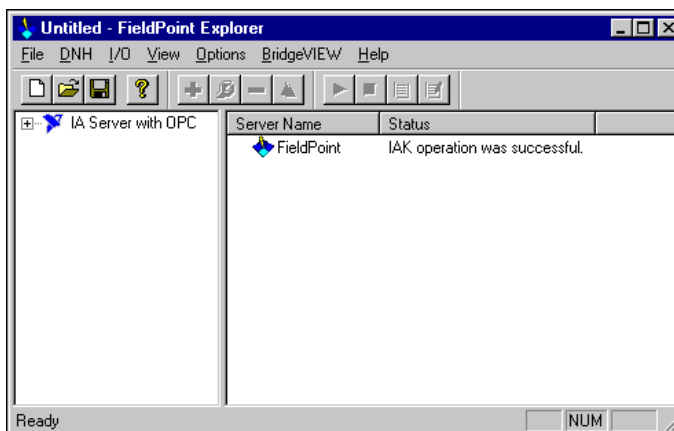 Untitled - FieldPoint Explorer
File DNH I/O View Options BridgeVIEW Help
IA Server with OPC
Server Name Status
FieldPoint IAK operation was successful.
Ready NUM